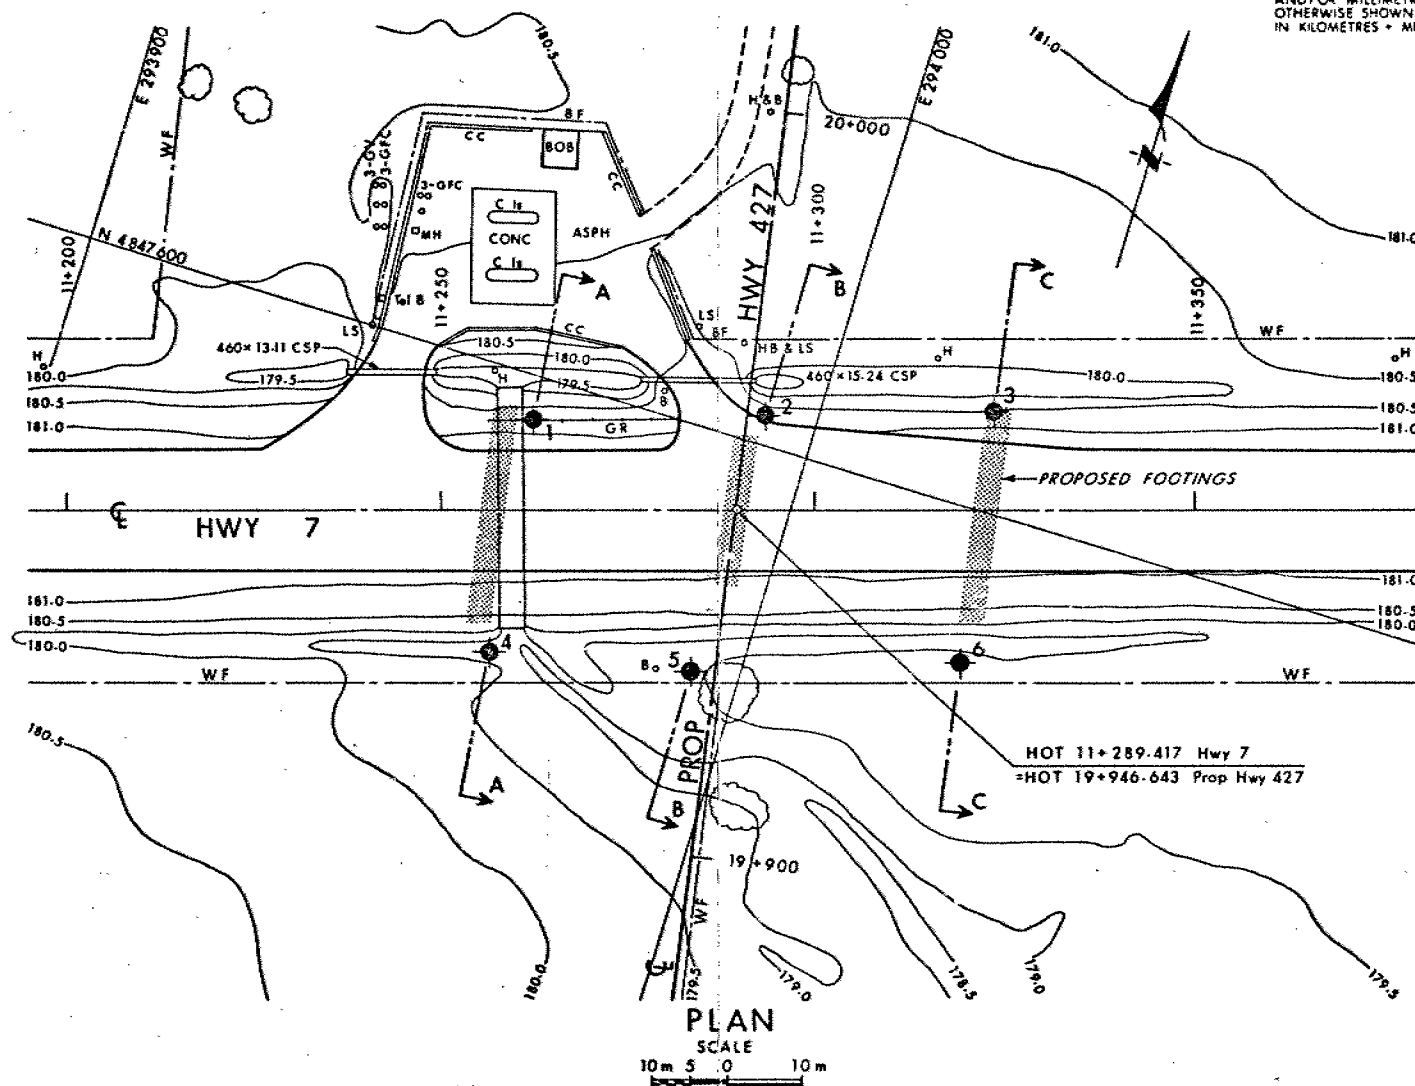 AND/OR MILLIMETR
OTHERWISE SHOWN
IN KILOMETRES + M
E 293900
WF
180.5
BF
CC
BOB
CC
3-GV
3-GFC
3-GFC
MH
C Is
CONC
C Is
ASPH
H&B
20+000
E 294000
181.0
N
181.0
HWY 427
11+300
N 4847600
11+200
11+250
Tel B
LS
A
B
C
11+350
LS
BF
HB & LS
WF
H
H
H
460×13.11 CSP
CC
180.5
180.0
179.5
H
460×15.24 CSP
180.0
180.0
179.5
180.5
180.5
180.5
181.0
181.0
B
1
GR
2
3
PROPOSED FOOTINGS
CL
HWY 7
181.0
181.0
180.5
180.5
180.0
180.0
4
B
5
6
WF
WF
PROP
180.5
A
B
C
HOT 11+289.417 Hwy 7
=HOT 19+946.643 Prop Hwy 427
19+900
WF
180.0
179.5
179.0
178.5
179.0
179.5
PLAN
SCALE
10m 5 0 10m